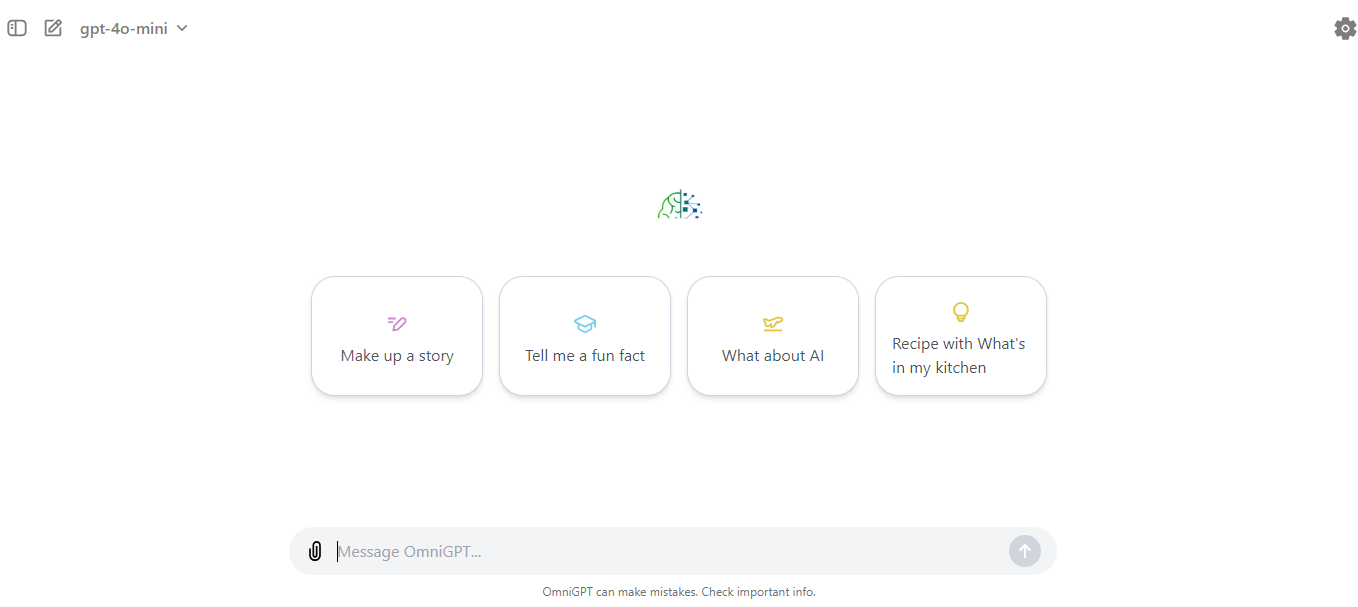 gpt-4o-mini
Make up a story
Tell me a fun fact
What about AI
Recipe with What's
in my kitchen
Message OmniGPT...
OmniGPT can make mistakes. Check important info.